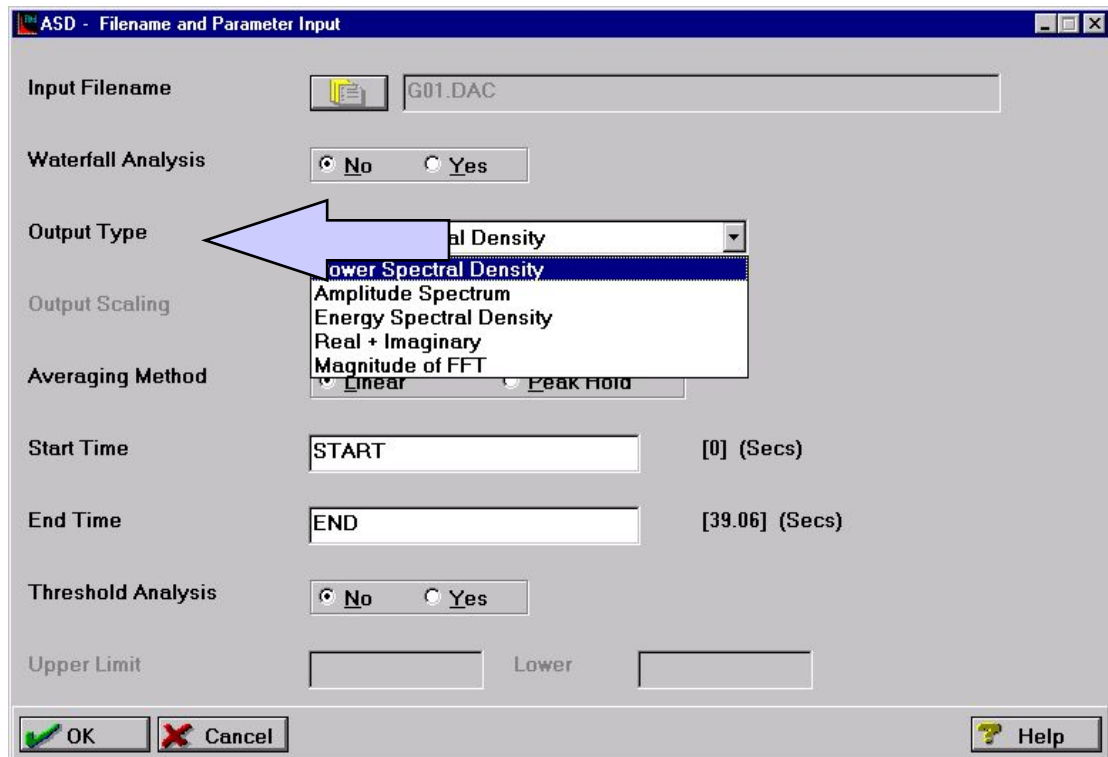 ASD - Filename and Parameter Input
Input Filename G01.DAC
Waterfall Analysis No Yes
Output Type al Density
Power Spectral Density
Amplitude Spectrum
Output Scaling
Energy Spectral Density
Real + Imaginary
Magnitude of FFT
Averaging Method Linear Peak Hold
Start Time START [0] (Secs)
End Time END [39.06] (Secs)
Threshold Analysis No Yes
Upper Limit Lower
OK Cancel Help